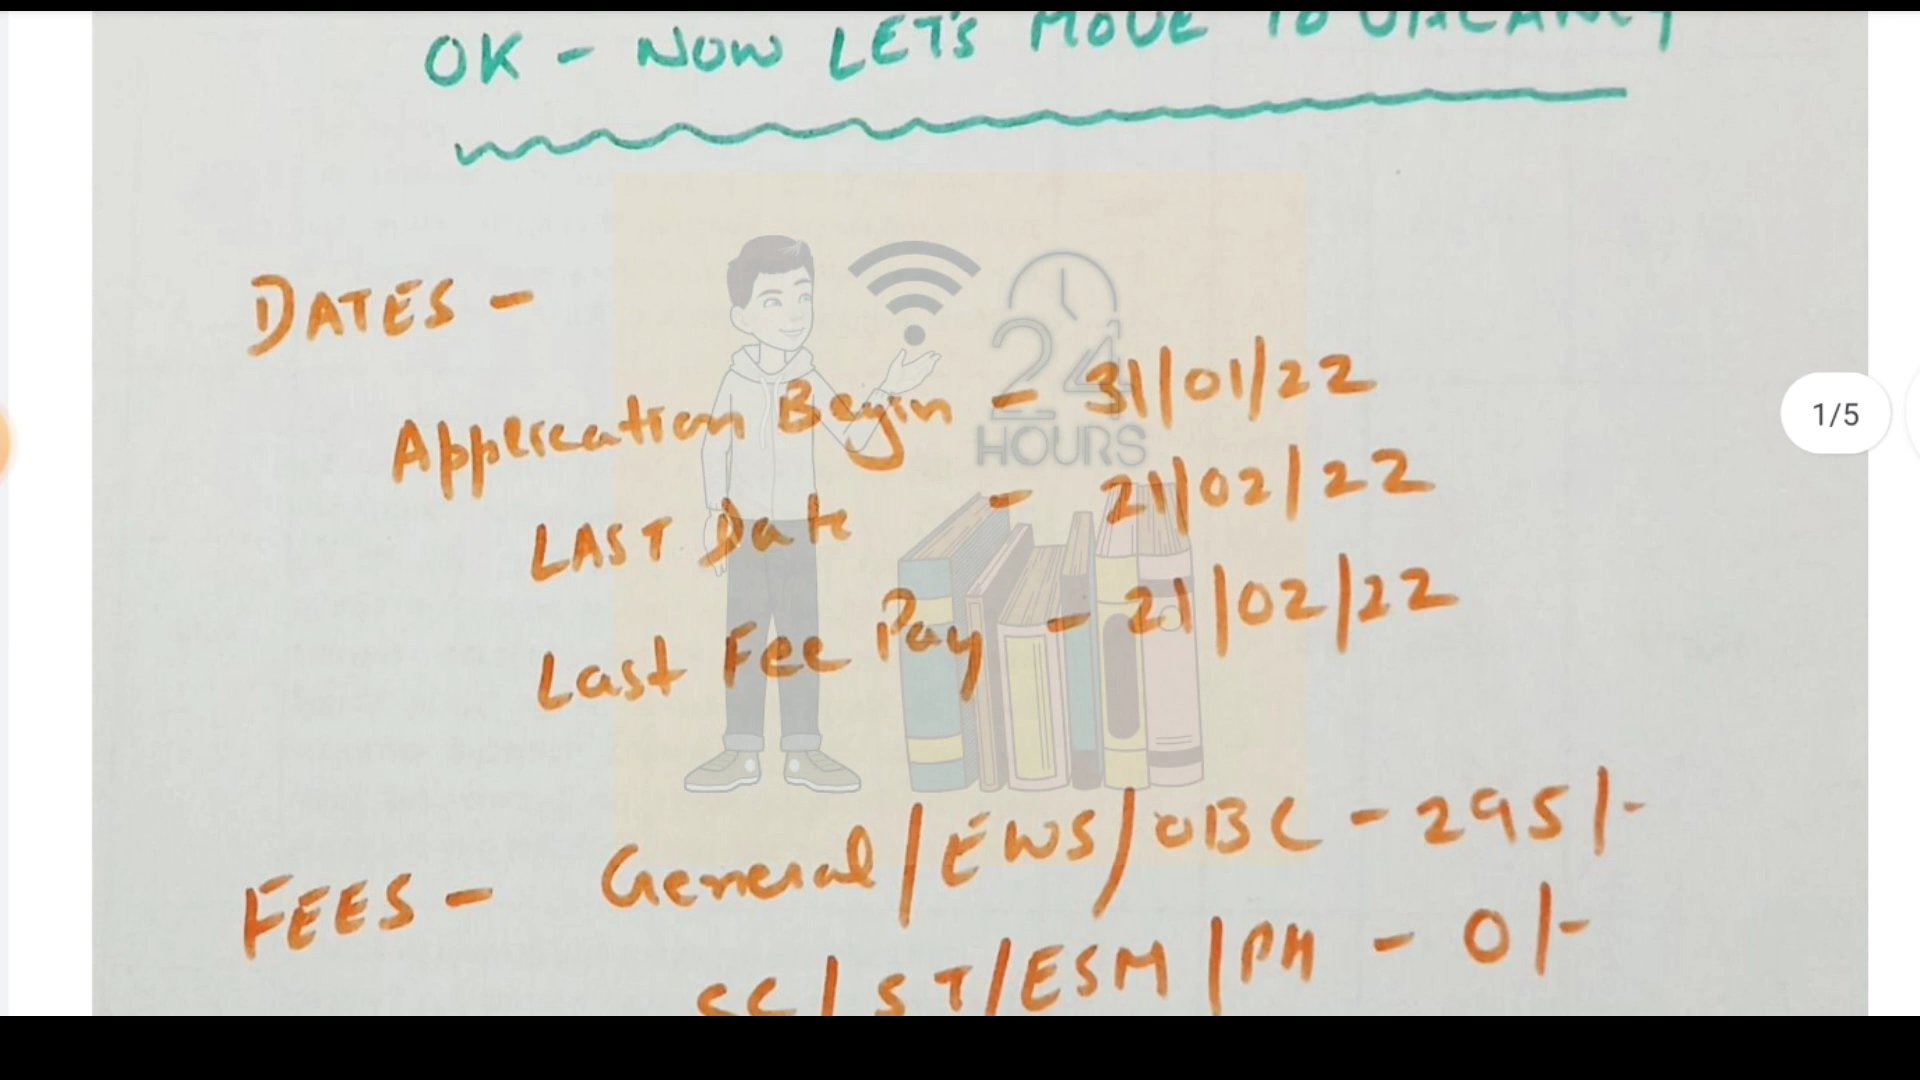 OK - NOW LET'S MOVE TO VACANCY
DATES -
Application Begin - 31/01/22
LAST Date - 21/02/22
Last Fee Pay - 21/02/22
24
HOURS
FEES - General/EWS/OBC - 295/-
SC/ST/ESM/PH - 0/-
1/5